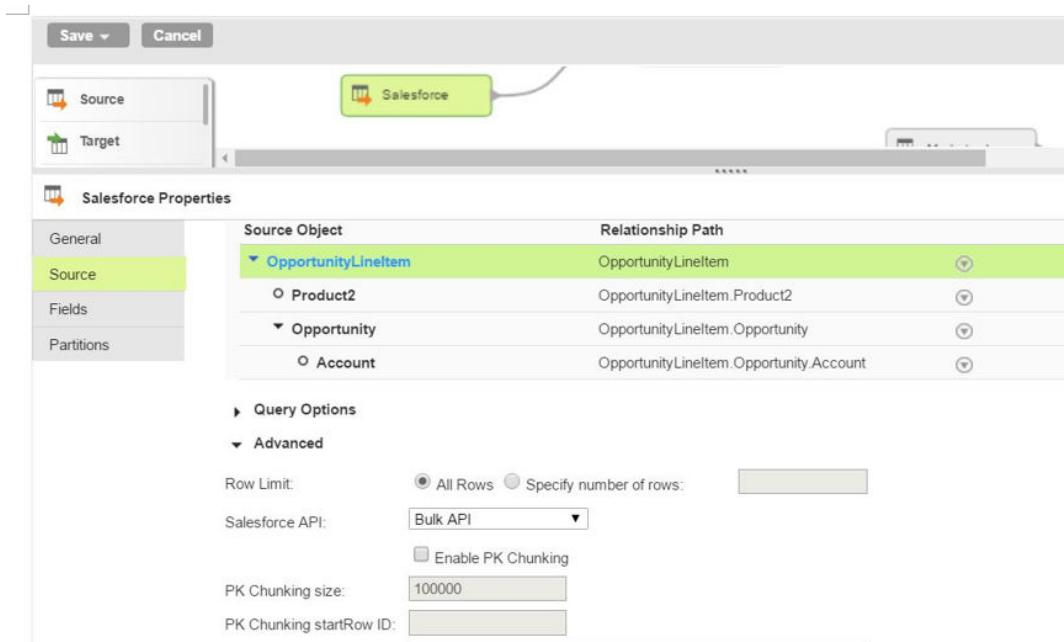 Save Cancel
Source
Target
Salesforce
Salesforce Properties
General
Source
Fields
Partitions
Source Object Relationship Path
OpportunityLineItem OpportunityLineItem
Product2 OpportunityLineItem.Product2
Opportunity OpportunityLineItem.Opportunity
Account OpportunityLineItem.Opportunity.Account
Query Options
Advanced
Row Limit: All Rows Specify number of rows:
Salesforce API: Bulk API
Enable PK Chunking
PK Chunking size: 100000
PK Chunking startRow ID: